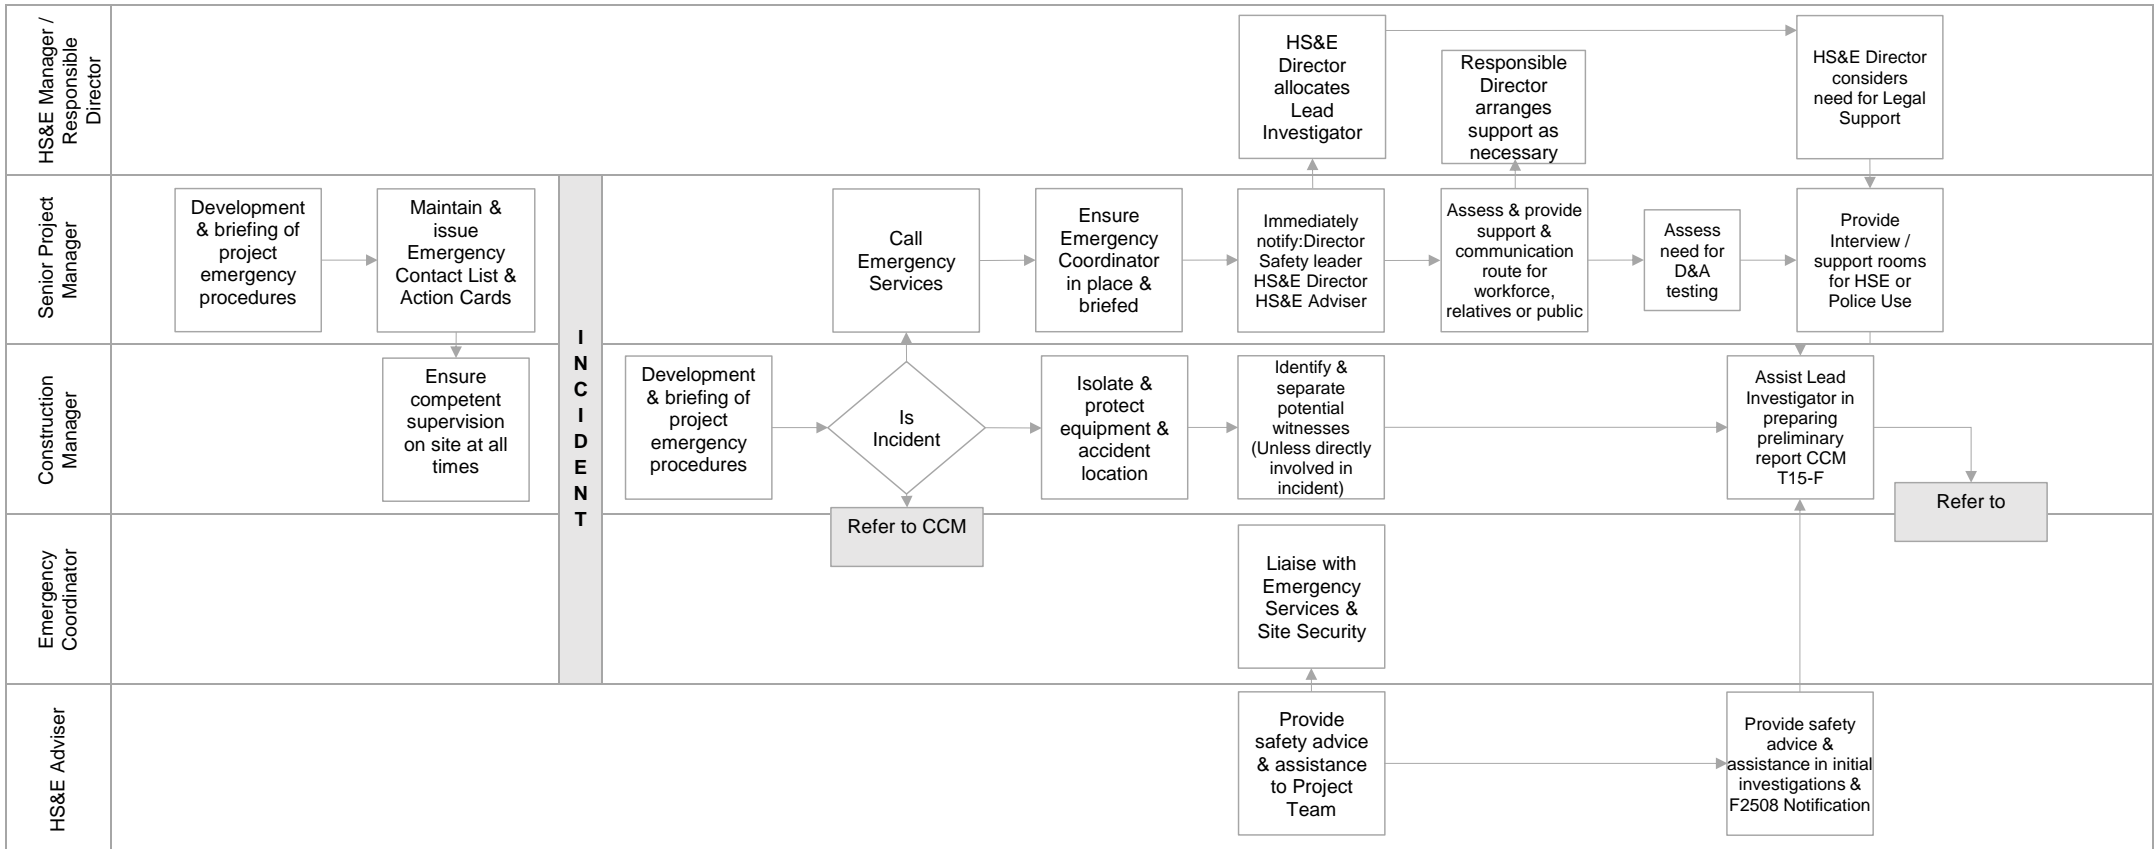 HS&E Manager /
Responsible
Director
HS&E
Director
allocates
Lead
Investigator
Responsible
Director
arranges
support as
necessary
HS&E Director
considers
need for Legal
Support
Senior Project
Manager
Development
& briefing of
project
emergency
procedures
Maintain &
issue
Emergency
Contact List &
Action Cards
INCIDENT
Call
Emergency
Services
Ensure
Emergency
Coordinator
in place &
briefed
Immediately
notify:Director
Safety leader
HS&E Director
HS&E Adviser
Assess & provide
support &
communication
route for
workforce,
relatives or public
Assess
need for
D&A
testing
Provide
Interview /
support rooms
for HSE or
Police Use
Construction
Manager
Ensure
competent
supervision
on site at all
times
Development
& briefing of
project
emergency
procedures
Is
Incident
Isolate &
protect
equipment &
accident
location
Identify &
separate
potential
witnesses
(Unless directly
involved in
incident)
Assist Lead
Investigator in
preparing
preliminary
report CCM
T15-F
Refer to
Refer to CCM
Emergency
Coordinator
Liaise with
Emergency
Services &
Site Security
HS&E Adviser
Provide
safety advice
& assistance
to Project
Team
Provide safety
advice &
assistance in initial
investigations &
F2508 Notification